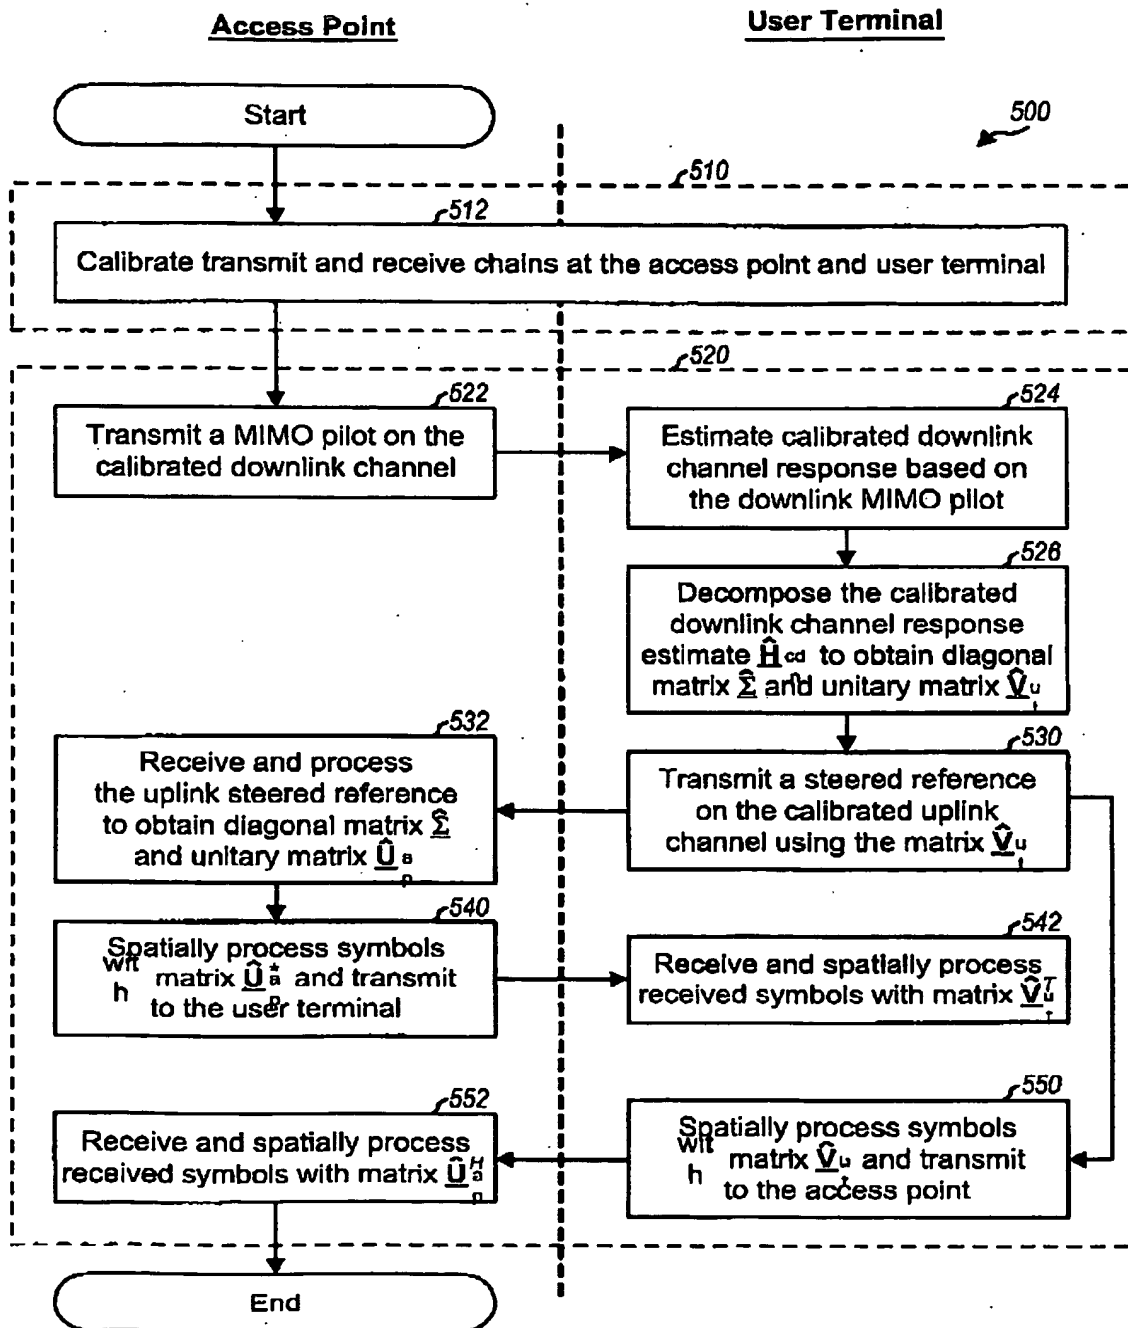 Access Point
User Terminal
Start
500
510
512
Calibrate transmit and receive chains at the access point and user terminal
520
522
Transmit a MIMO pilot on the
calibrated downlink channel
524
Estimate calibrated downlink
channel response based on
the downlink MIMO pilot
526
Decompose the calibrated
downlink channel response
estimate Ĥcd to obtain diagonal
matrix Σ̂ and unitary matrix V̂ut
532
Receive and process
the uplink steered reference
to obtain diagonal matrix Σ̂
and unitary matrix Ûap
530
Transmit a steered reference
on the calibrated uplink
channel using the matrix V̂ut
540
Spatially process symbols
with matrix Û*ap and transmit
to the user terminal
542
Receive and spatially process
received symbols with matrix V̂Tut
552
Receive and spatially process
received symbols with matrix ÛHap
550
Spatially process symbols
with matrix V̂ut and transmit
to the access point
End